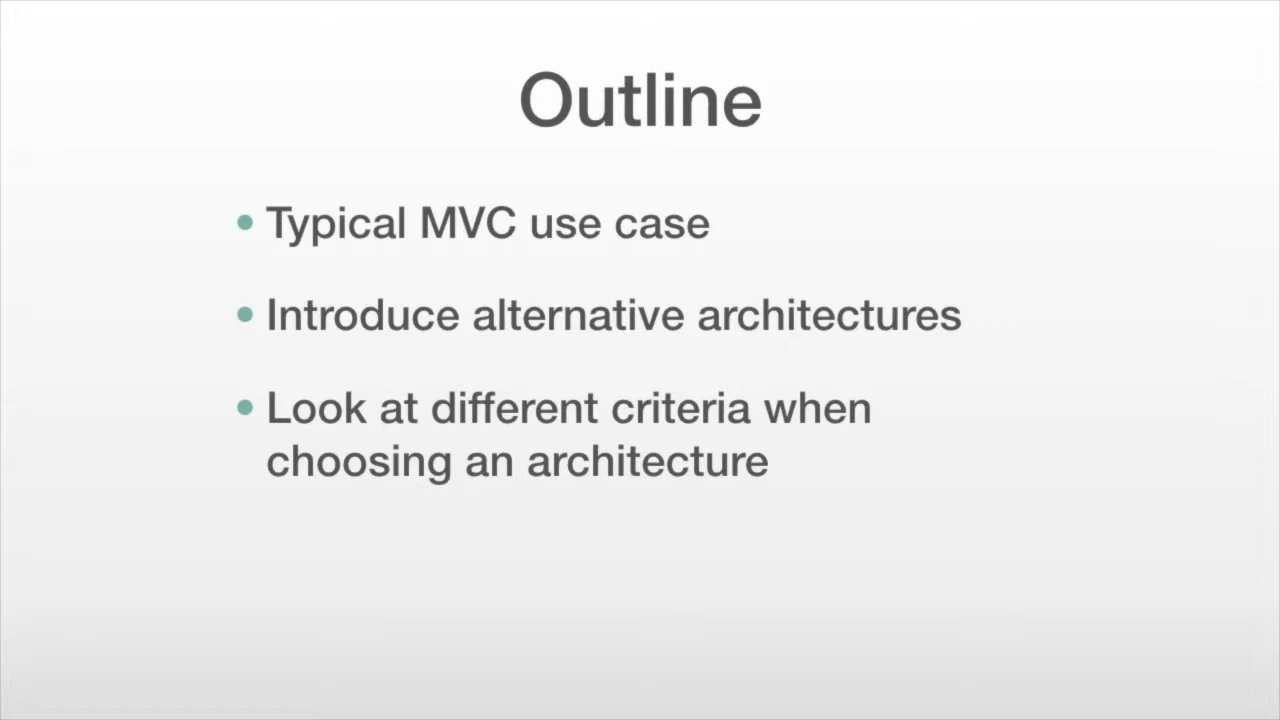 Outline
• Typical MVC use case
• Introduce alternative architectures
• Look at different criteria when
choosing an architecture